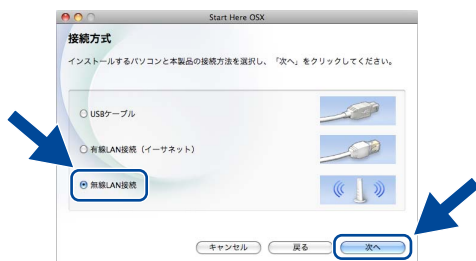 Start Here OSX
接続方式
インストールするパソコンと本製品の接続方法を選択し、「次へ」をクリックしてください。
USBケーブル
有線LAN接続（イーサネット）
無線LAN接続
キャンセル 戻る 次へ